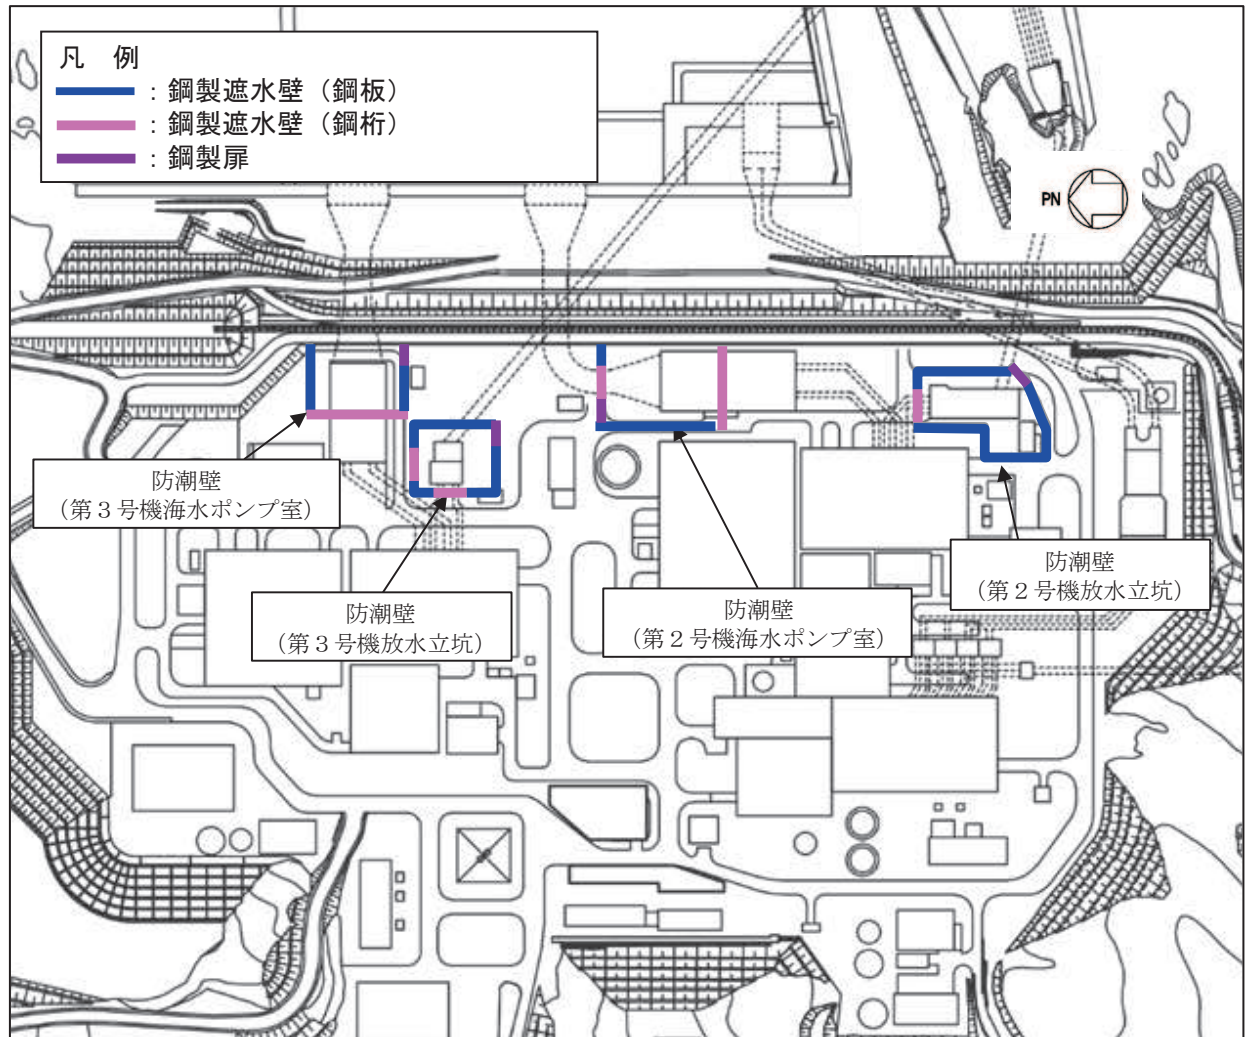 凡　例
：鋼製遮水壁（鋼板）
：鋼製遮水壁（鋼桁）
：鋼製扉
PN
防潮壁
（第３号機海水ポンプ室）
防潮壁
（第３号機放水立坑）
防潮壁
（第２号機海水ポンプ室）
防潮壁
（第２号機放水立坑）